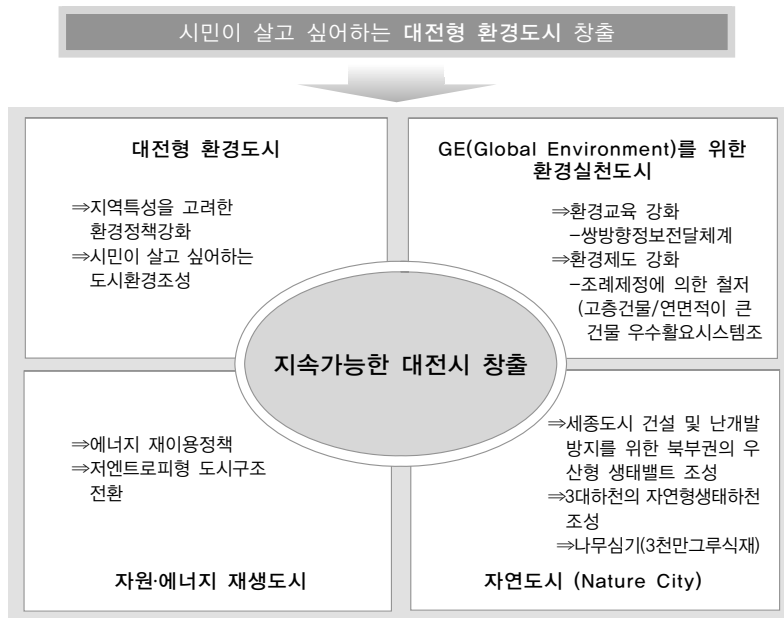 시민이 살고 싶어하는 대전형 환경도시 창출
대전형 환경도시
⇒지역특성을 고려한
환경정책강화
⇒시민이 살고 싶어하는
도시환경조성
GE(Global Environment)를 위한
환경실천도시
⇒환경교육 강화
-쌍방향정보전달체계
⇒환경제도 강화
-조례제정에 의한 철저
(고층건물/연면적이 큰
건물 우수활요시스템조
지속가능한 대전시 창출
⇒에너지 재이용정책
⇒저엔트로피형 도시구조
전환
자원·에너지 재생도시
⇒세종도시 건설 및 난개발
방지를 위한 북부권의 우
산형 생태밸트 조성
⇒3대하천의 자연형생태하천
조성
⇒나무심기(3천만그루식재)
자연도시 (Nature City)